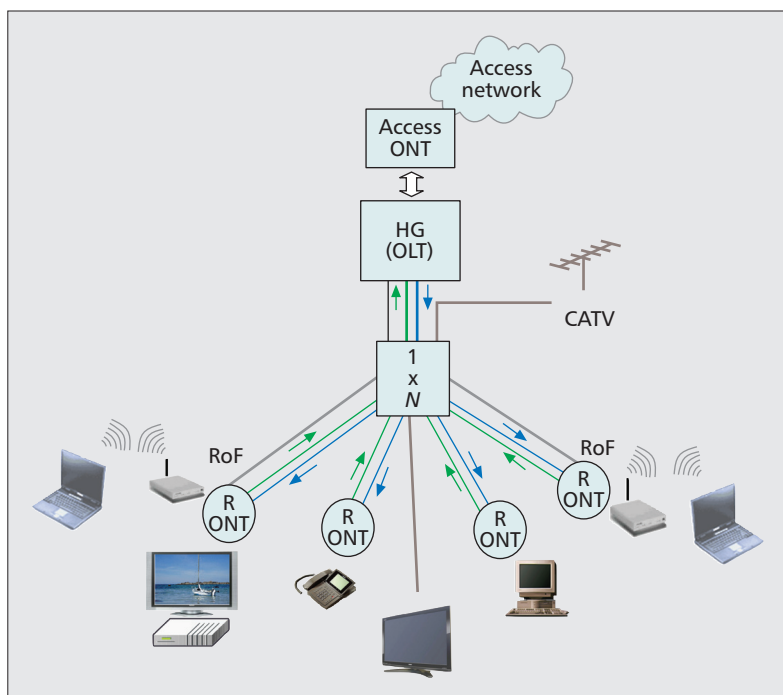 Access
network
Access
ONT
HG
(OLT)
CATV
1
x
N
RoF
RoF
R
ONT
R
ONT
R
ONT
R
ONT